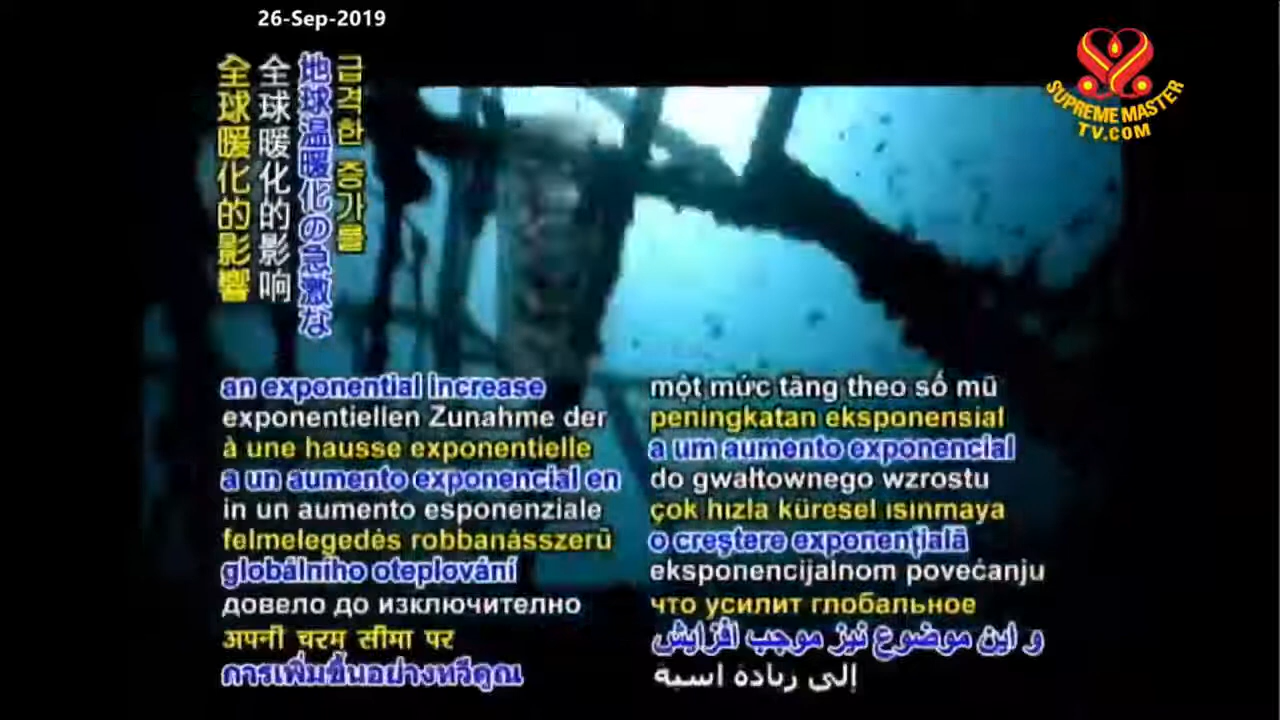 26-Sep-2019
SUPREME MASTER
TV.COM
全球暖化的影響
全球暖化的影响
地球温暖化の急激な
급격한 증가를
an exponential increase
exponentiellen Zunahme der
à une hausse exponentielle
a un aumento exponencial en
in un aumento esponenziale
felmelegedés robbanásszerű
globálního oteplování
довело до изключително
अपनी चरम सीमा पर
การเพิ่มขึ้นอย่างทวีคูณ
một mức tăng theo số mũ
peningkatan eksponensial
a um aumento exponencial
do gwałtownego wzrostu
çok hızla küresel ısınmaya
o creştere exponenţială
eksponencijalnom povećanju
что усилит глобальное
و این موضوع نیز موجب افزایش
إلى زيادة اسية